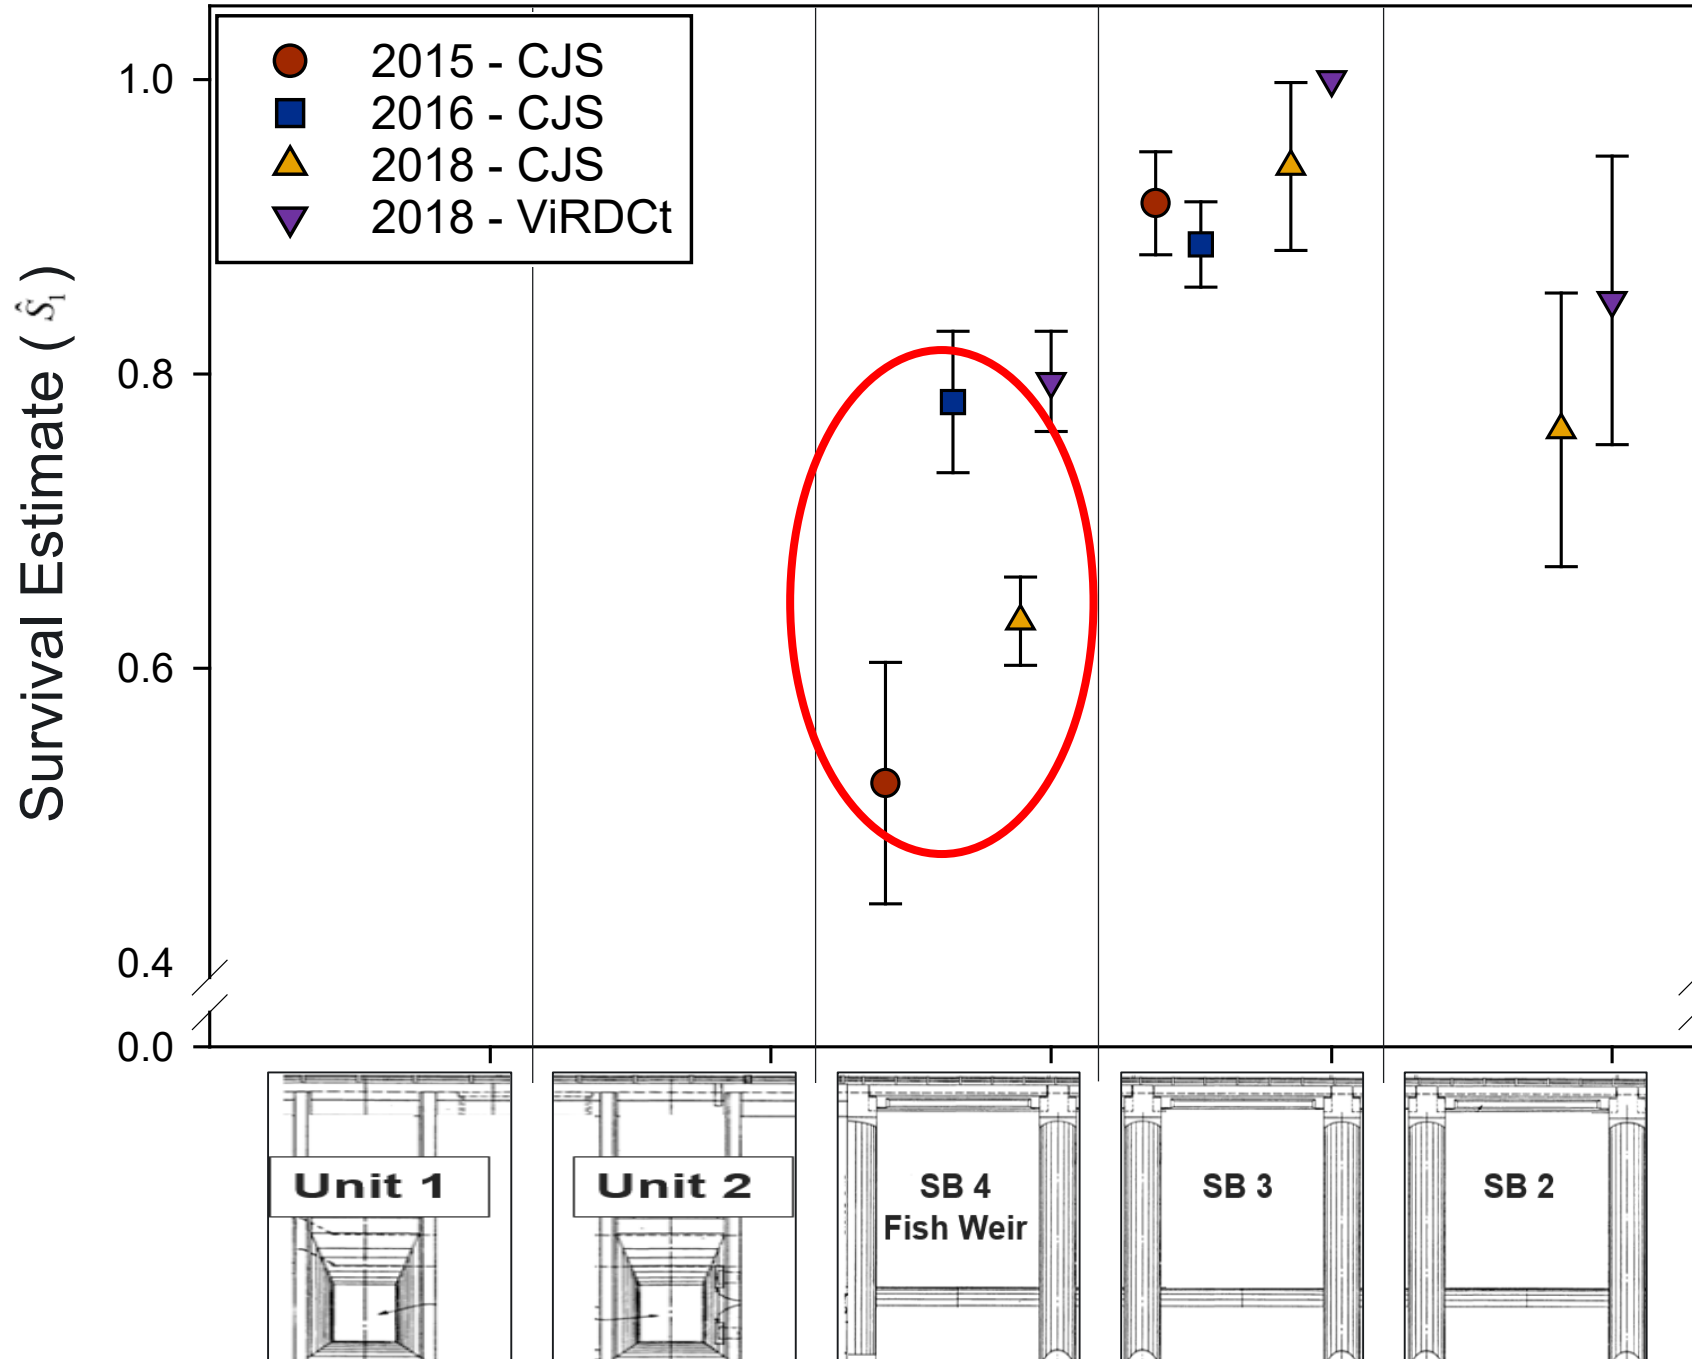 2015 - CJS
2016 - CJS
2018 - CJS
2018 - ViRDCt
Survival Estimate ( Ŝ₁ )
1.0
0.8
0.6
0.4
0.0
Unit 1
Unit 2
SB 4
Fish Weir
SB 3
SB 2